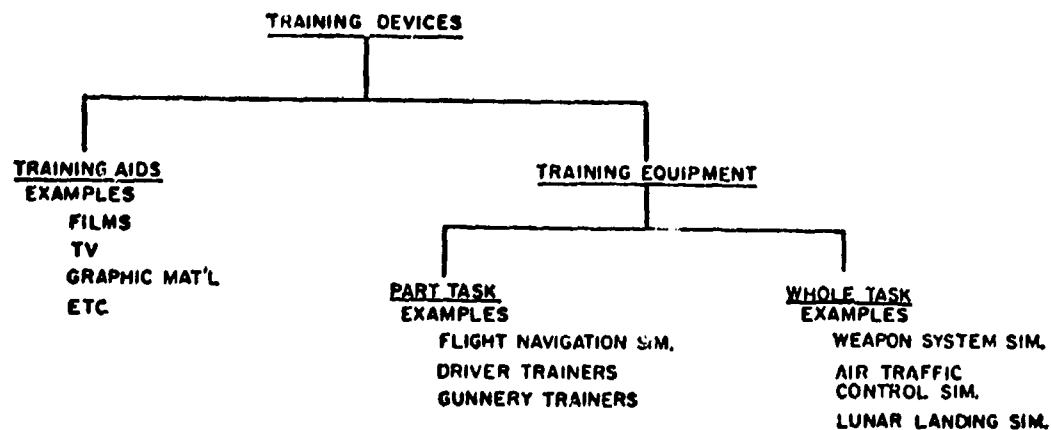 TRAINING DEVICES
TRAINING AIDS
EXAMPLES
FILMS
TV
GRAPHIC MAT'L
ETC
TRAINING EQUIPMENT
PART TASK
EXAMPLES
FLIGHT NAVIGATION SIM.
DRIVER TRAINERS
GUNNERY TRAINERS
WHOLE TASK
EXAMPLES
WEAPON SYSTEM SIM.
AIR TRAFFIC
CONTROL SIM.
LUNAR LANDING SIM.